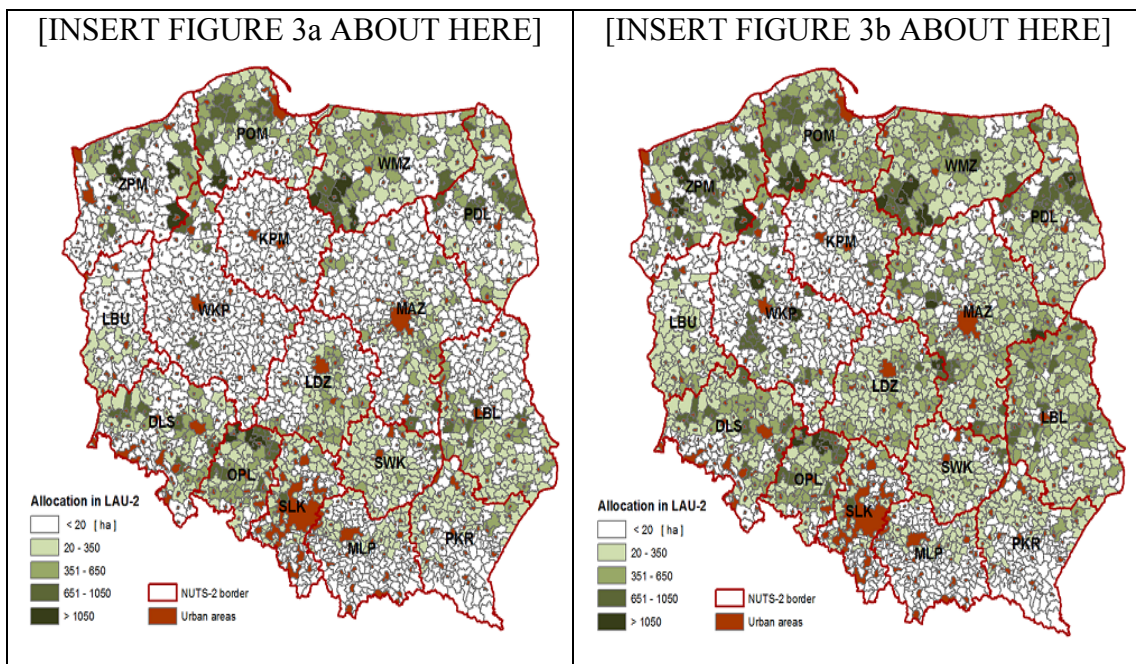 [INSERT FIGURE 3a ABOUT HERE]
POM
WMZ
ZPM
PDL
KPM
LBU
WKP
MAZ
LDZ
LBL
DLS
SWK
OPL
SLK
PKR
MLP
Allocation in LAU-2
< 20 [ ha ]
20 - 350
351 - 650
651 - 1050
> 1050
NUTS-2 border
Urban areas
[INSERT FIGURE 3b ABOUT HERE]
POM
WMZ
ZPM
PDL
KPM
LBU
WKP
MAZ
LDZ
LBL
DLS
SWK
OPL
SLK
PKR
MLP
Allocation in LAU-2
< 20 [ ha ]
20 - 350
351 - 650
651 - 1050
> 1050
NUTS-2 border
Urban areas